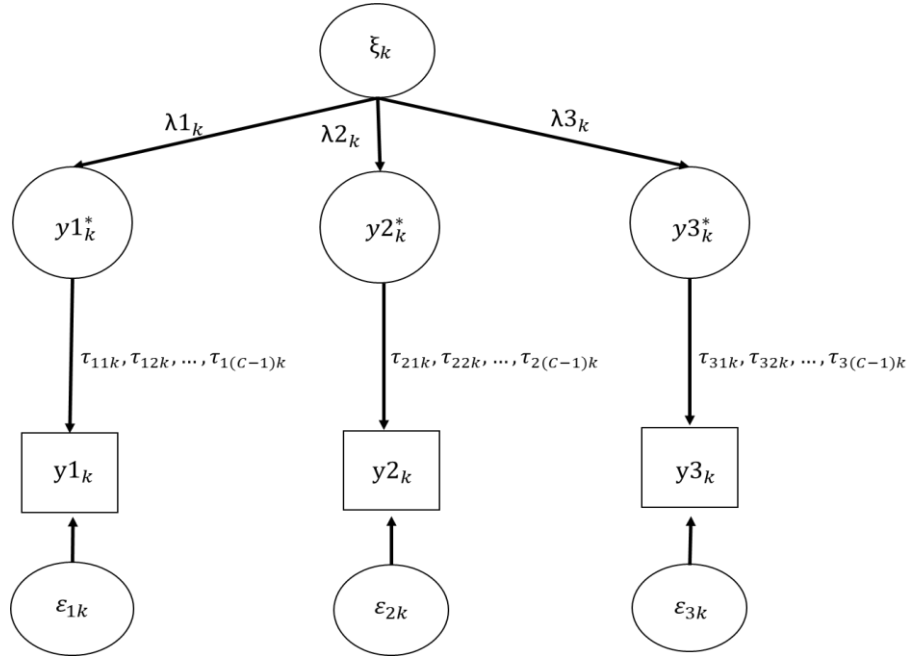 ξₖ
λ1ₖ λ2ₖ λ3ₖ
y1*ₖ y2*ₖ y3*ₖ
τ₁₁ₖ, τ₁₂ₖ, …, τ₁₍C₋₁₎ₖ τ₂₁ₖ, τ₂₂ₖ, …, τ₂₍C₋₁₎ₖ τ₃₁ₖ, τ₃₂ₖ, …, τ₃₍C₋₁₎ₖ
y1ₖ y2ₖ y3ₖ
ε₁ₖ ε₂ₖ ε₃ₖ